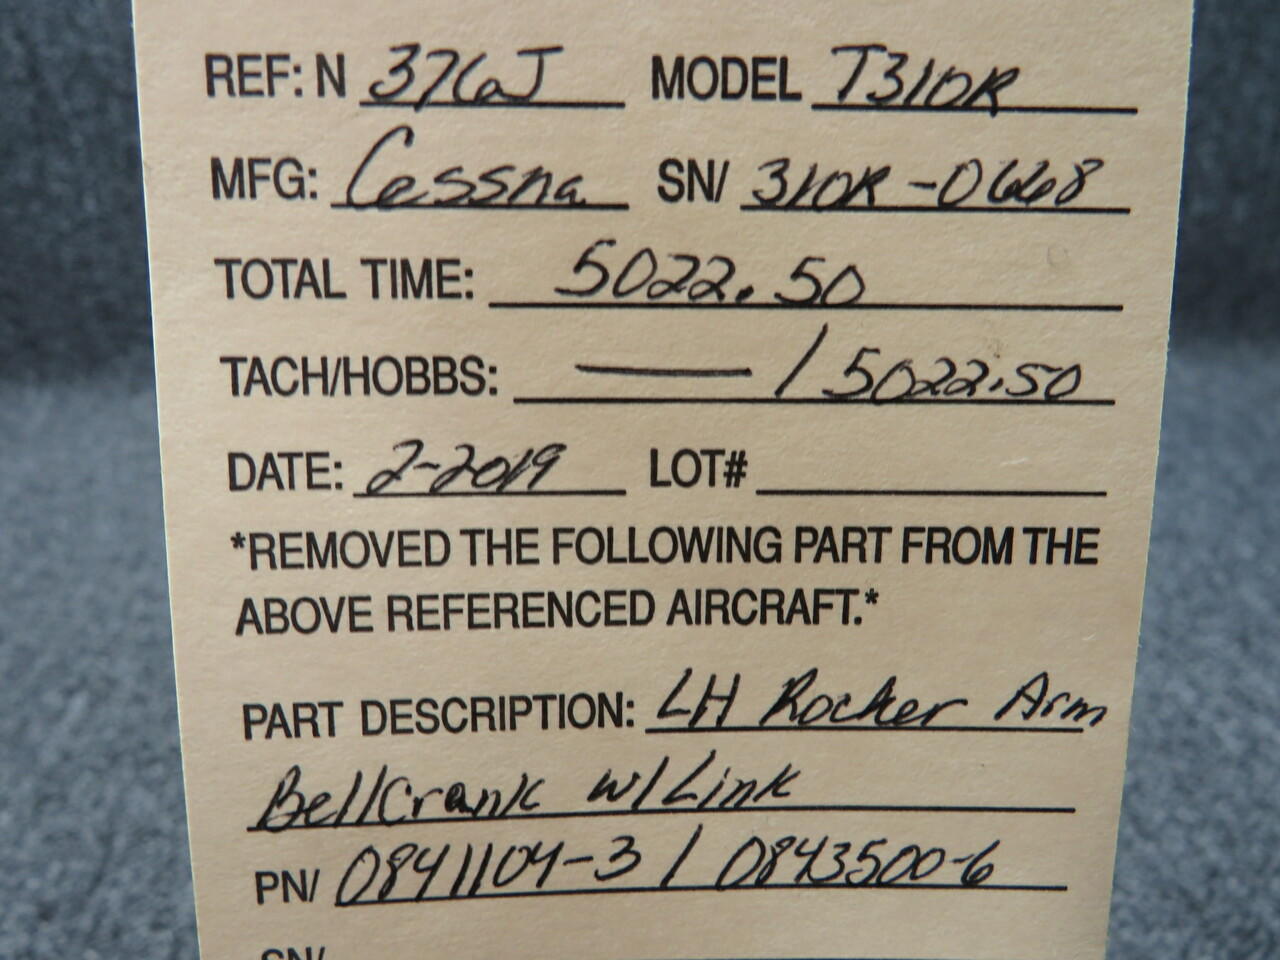 REF: N 376J MODEL T310R
MFG: Cessna SN/ 310R-0668
TOTAL TIME: 5022.50
TACH/HOBBS: — / 5022.50
DATE: 2-2019 LOT#
*REMOVED THE FOLLOWING PART FROM THE
ABOVE REFERENCED AIRCRAFT.*
PART DESCRIPTION: LH Rocker Arm
BellCrank w/Link
PN/ 0841104-3 / 0843500-6
SN/